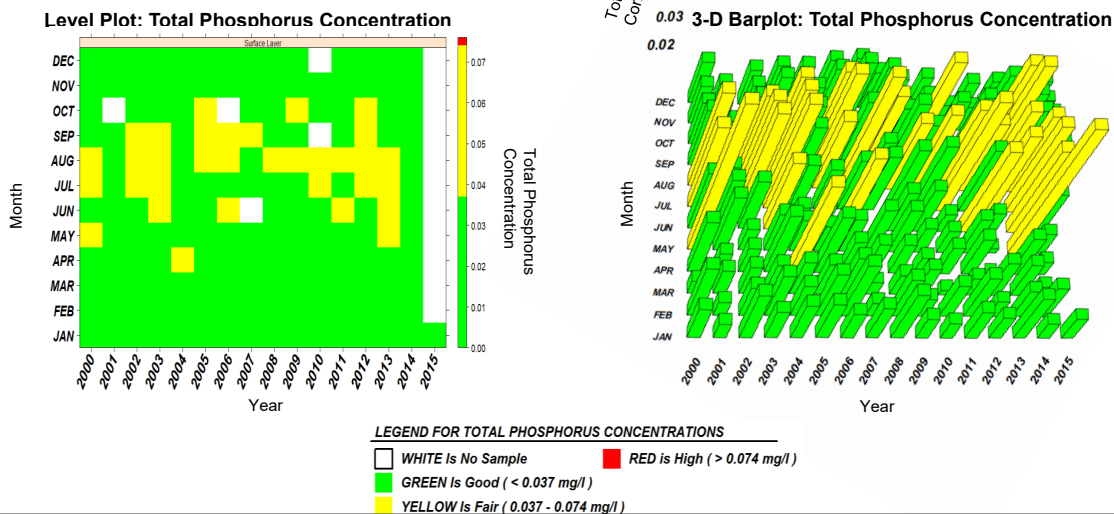 Level Plot: Total Phosphorus Concentration
Surface Layer
DEC
NOV
OCT
SEP
AUG
JUL
JUN
MAY
APR
MAR
FEB
JAN
Month
2000 2001 2002 2003 2004 2005 2006 2007 2008 2009 2010 2011 2012 2013 2014 2015
Year
0.07
0.06
0.05
0.04
0.03
0.02
0.01
0.00
Total Phosphorus
Concentration
0.03
0.02
3-D Barplot: Total Phosphorus Concentration
DEC
NOV
OCT
SEP
AUG
JUL
JUN
MAY
APR
MAR
FEB
JAN
Month
2000 2001 2002 2003 2004 2005 2006 2007 2008 2009 2010 2011 2012 2013 2014 2015
Year
LEGEND FOR TOTAL PHOSPHORUS CONCENTRATIONS
WHITE Is No Sample
RED is High ( > 0.074 mg/l )
GREEN Is Good ( < 0.037 mg/l )
YELLOW Is Fair ( 0.037 - 0.074 mg/l )